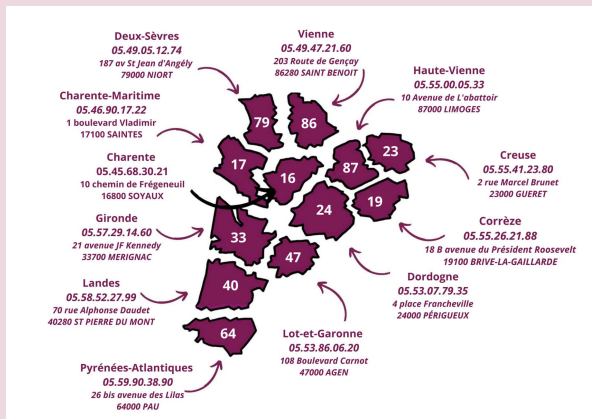 Deux-Sèvres
05.49.05.12.74
187 av St Jean d'Angély
79000 NIORT
Vienne
05.49.47.21.60
203 Route de Gençay
86280 SAINT BENOIT
Haute-Vienne
05.55.00.05.33
10 Avenue de L'abattoir
87000 LIMOGES
Charente-Maritime
05.46.90.17.22
1 boulevard Vladimir
17100 SAINTES
Charente
05.45.68.30.21
10 chemin de Frégeneuil
16800 SOYAUX
Creuse
05.55.41.23.80
2 rue Marcel Brunet
23000 GUERET
Gironde
05.57.29.14.60
21 avenue JF Kennedy
33700 MERIGNAC
Corrèze
05.55.26.21.88
18 B avenue du Président Roosevelt
19100 BRIVE-LA-GAILLARDE
Landes
05.58.52.27.99
70 rue Alphonse Daudet
40280 ST PIERRE DU MONT
Dordogne
05.53.07.79.35
4 place Francheville
24000 PÉRIGUEUX
Lot-et-Garonne
05.53.86.06.20
108 Boulevard Carnot
47000 AGEN
Pyrénées-Atlantiques
05.59.90.38.90
26 bis avenue des Lilas
64000 PAU
79
86
17
16
87
23
24
19
33
47
40
64